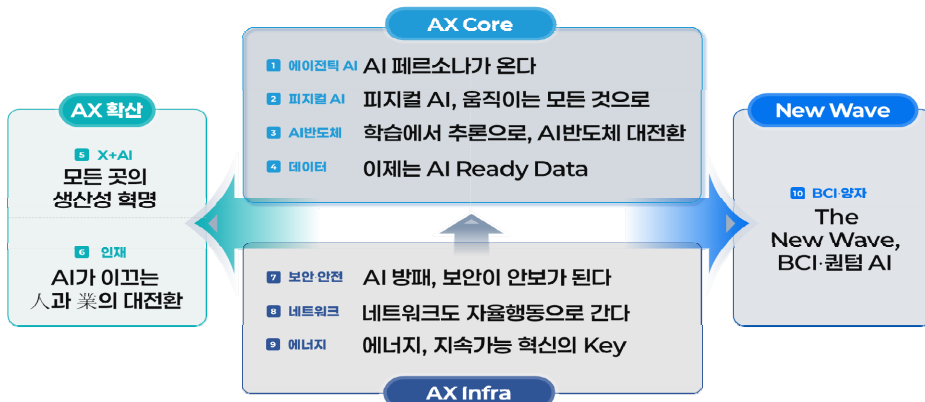 AX Core
1 에이전틱 AI AI 페르소나가 온다
2 피지컬 AI 피지컬 AI, 움직이는 모든 것으로
3 AI반도체 학습에서 추론으로, AI반도체 대전환
4 데이터 이제는 AI Ready Data
AX 확산
5 X+AI
모든 곳의
생산성 혁명
6 인재
AI가 이끄는
人과 業의 대전환
New Wave
10 BCI·양자
The
New Wave,
BCI·퀀텀 AI
7 보안·안전 AI 방패, 보안이 안보가 된다
8 네트워크 네트워크도 자율행동으로 간다
9 에너지 에너지, 지속가능 혁신의 Key
AX Infra